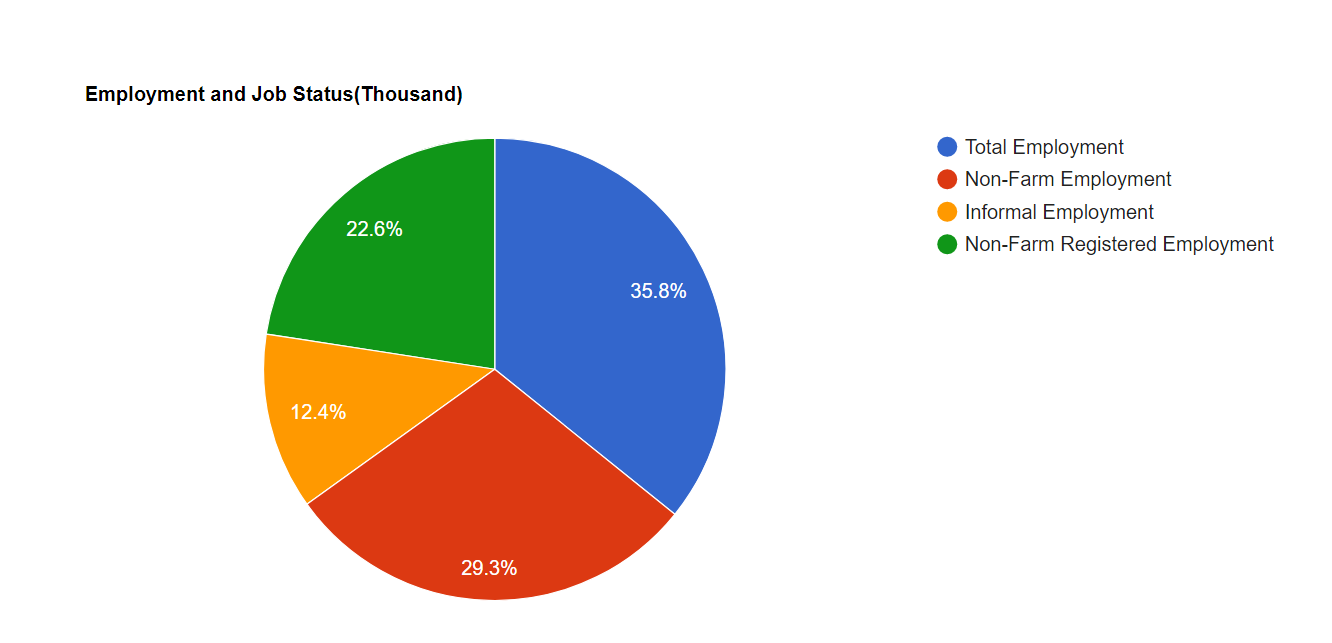 Employment and Job Status(Thousand)
Total Employment
Non-Farm Employment
Informal Employment
Non-Farm Registered Employment
22.6%
35.8%
12.4%
29.3%